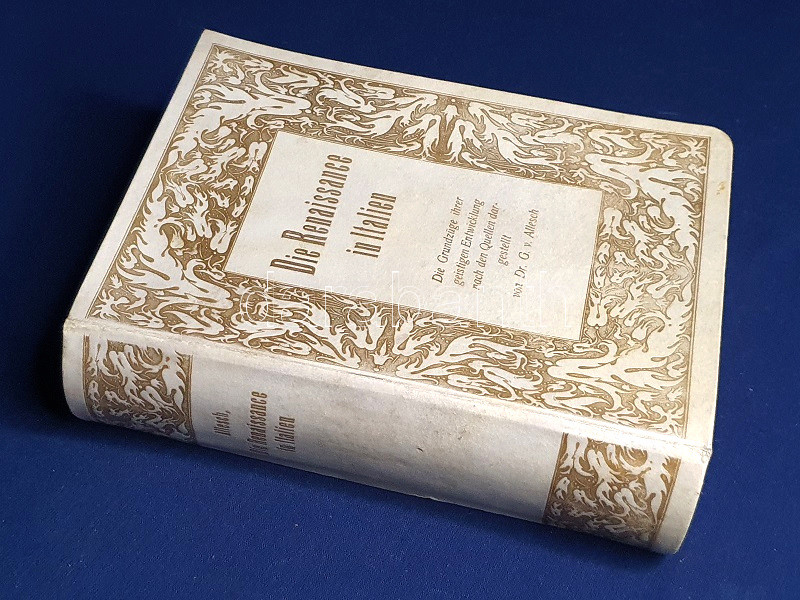 Die Renaissance
in Italien
Die Grundzüge ihrer
geistigen Entwicklung
nach den Quellen dar-
gestellt
von Dr. G. v. Allesch
Allesch,
Die Renaissance
in Italien
darabanth